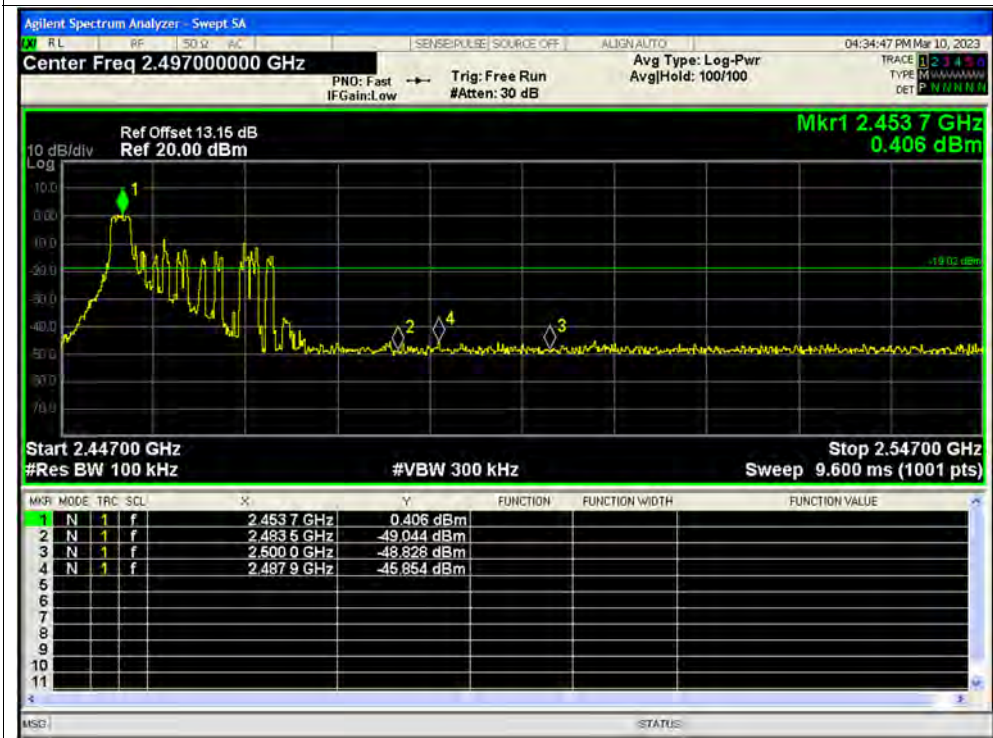 Agilent Spectrum Analyzer - Swept SA
RL RF 50 Ω AC SENSE:PULSE SOURCE OFF ALIGN AUTO 04:34:47 PM Mar 10, 2023
Center Freq 2.497000000 GHz
PNO: Fast
IFGain:Low
Trig: Free Run
#Atten: 30 dB
Avg Type: Log-Pwr
Avg|Hold: 100/100
TRACE 1 2 3 4 5 6
TYPE M
DET P N N N N N
Mkr1 2.453 7 GHz
0.406 dBm
Ref Offset 13.15 dB
10 dB/div Ref 20.00 dBm
Log
10.0
0.00
-10.0
-20.0
-30.0
-40.0
-50.0
-60.0
-70.0
1
2
4
3
-19.02 dBm
Start 2.44700 GHz Stop 2.54700 GHz
#Res BW 100 kHz #VBW 300 kHz Sweep 9.600 ms (1001 pts)
MKR MODE TRC SCL X Y FUNCTION FUNCTION WIDTH FUNCTION VALUE
1 N 1 f 2.453 7 GHz 0.406 dBm
2 N 1 f 2.483 5 GHz -49.044 dBm
3 N 1 f 2.500 0 GHz -48.828 dBm
4 N 1 f 2.487 9 GHz -45.854 dBm
5
6
7
8
9
10
11
MSG STATUS